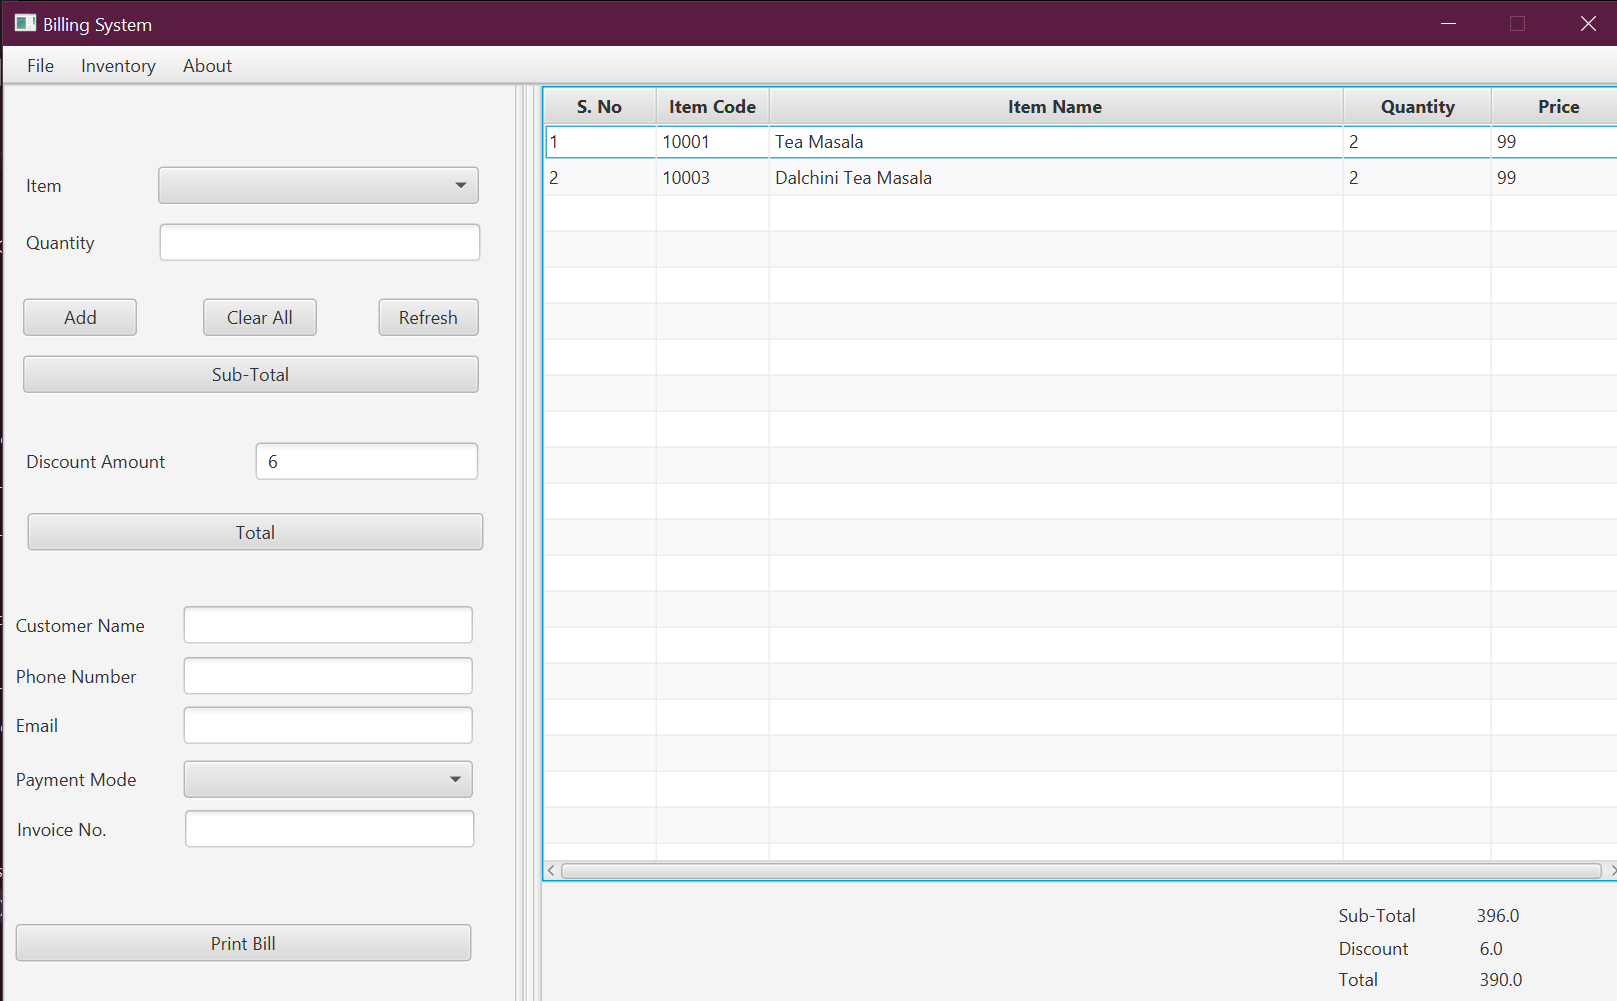 Billing System
File Inventory About
Item
Quantity
Add Clear All Refresh
Sub-Total
Discount Amount 6
Total
Customer Name
Phone Number
Email
Payment Mode
Invoice No.
Print Bill
S. No Item Code Item Name Quantity Price
1 10001 Tea Masala 2 99
2 10003 Dalchini Tea Masala 2 99
Sub-Total 396.0
Discount 6.0
Total 390.0